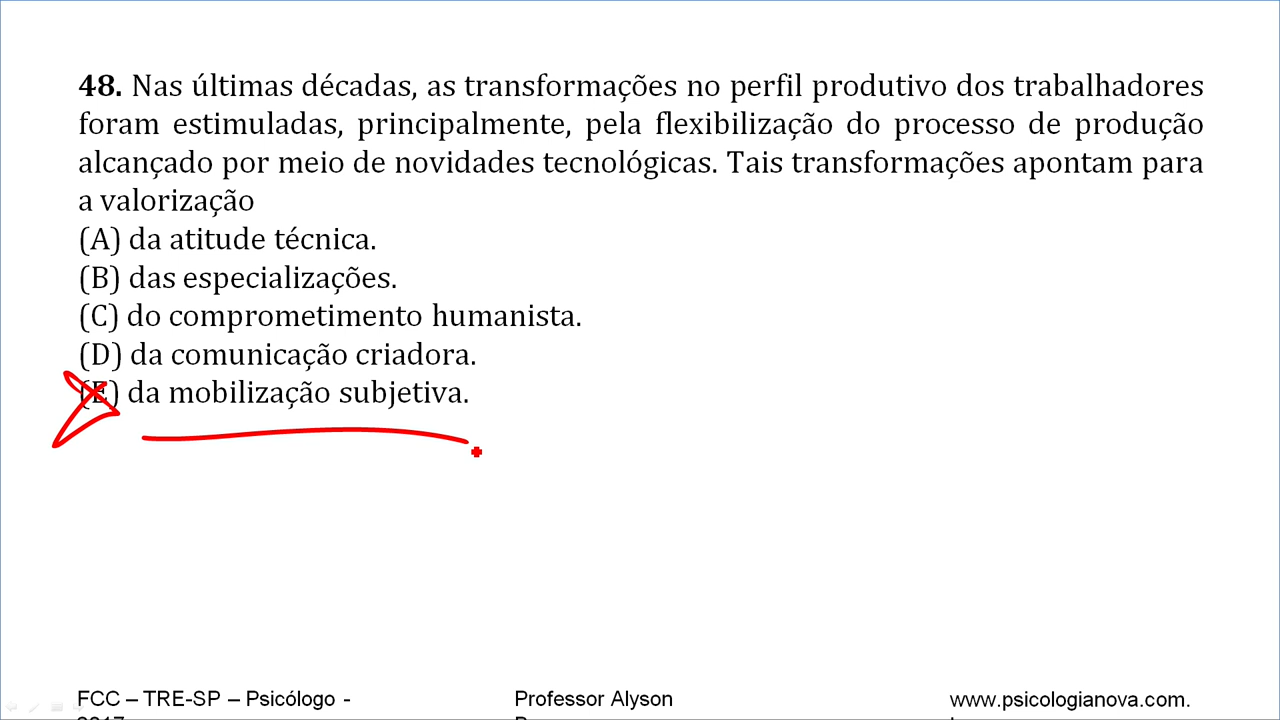 48. Nas últimas décadas, as transformações no perfil produtivo dos trabalhadores
foram estimuladas, principalmente, pela flexibilização do processo de produção
alcançado por meio de novidades tecnológicas. Tais transformações apontam para
a valorização
(A) da atitude técnica.
(B) das especializações.
(C) do comprometimento humanista.
(D) da comunicação criadora.
(E) da mobilização subjetiva.
FCC – TRE-SP – Psicólogo -
2017
Professor Alyson
www.psicologianova.com.